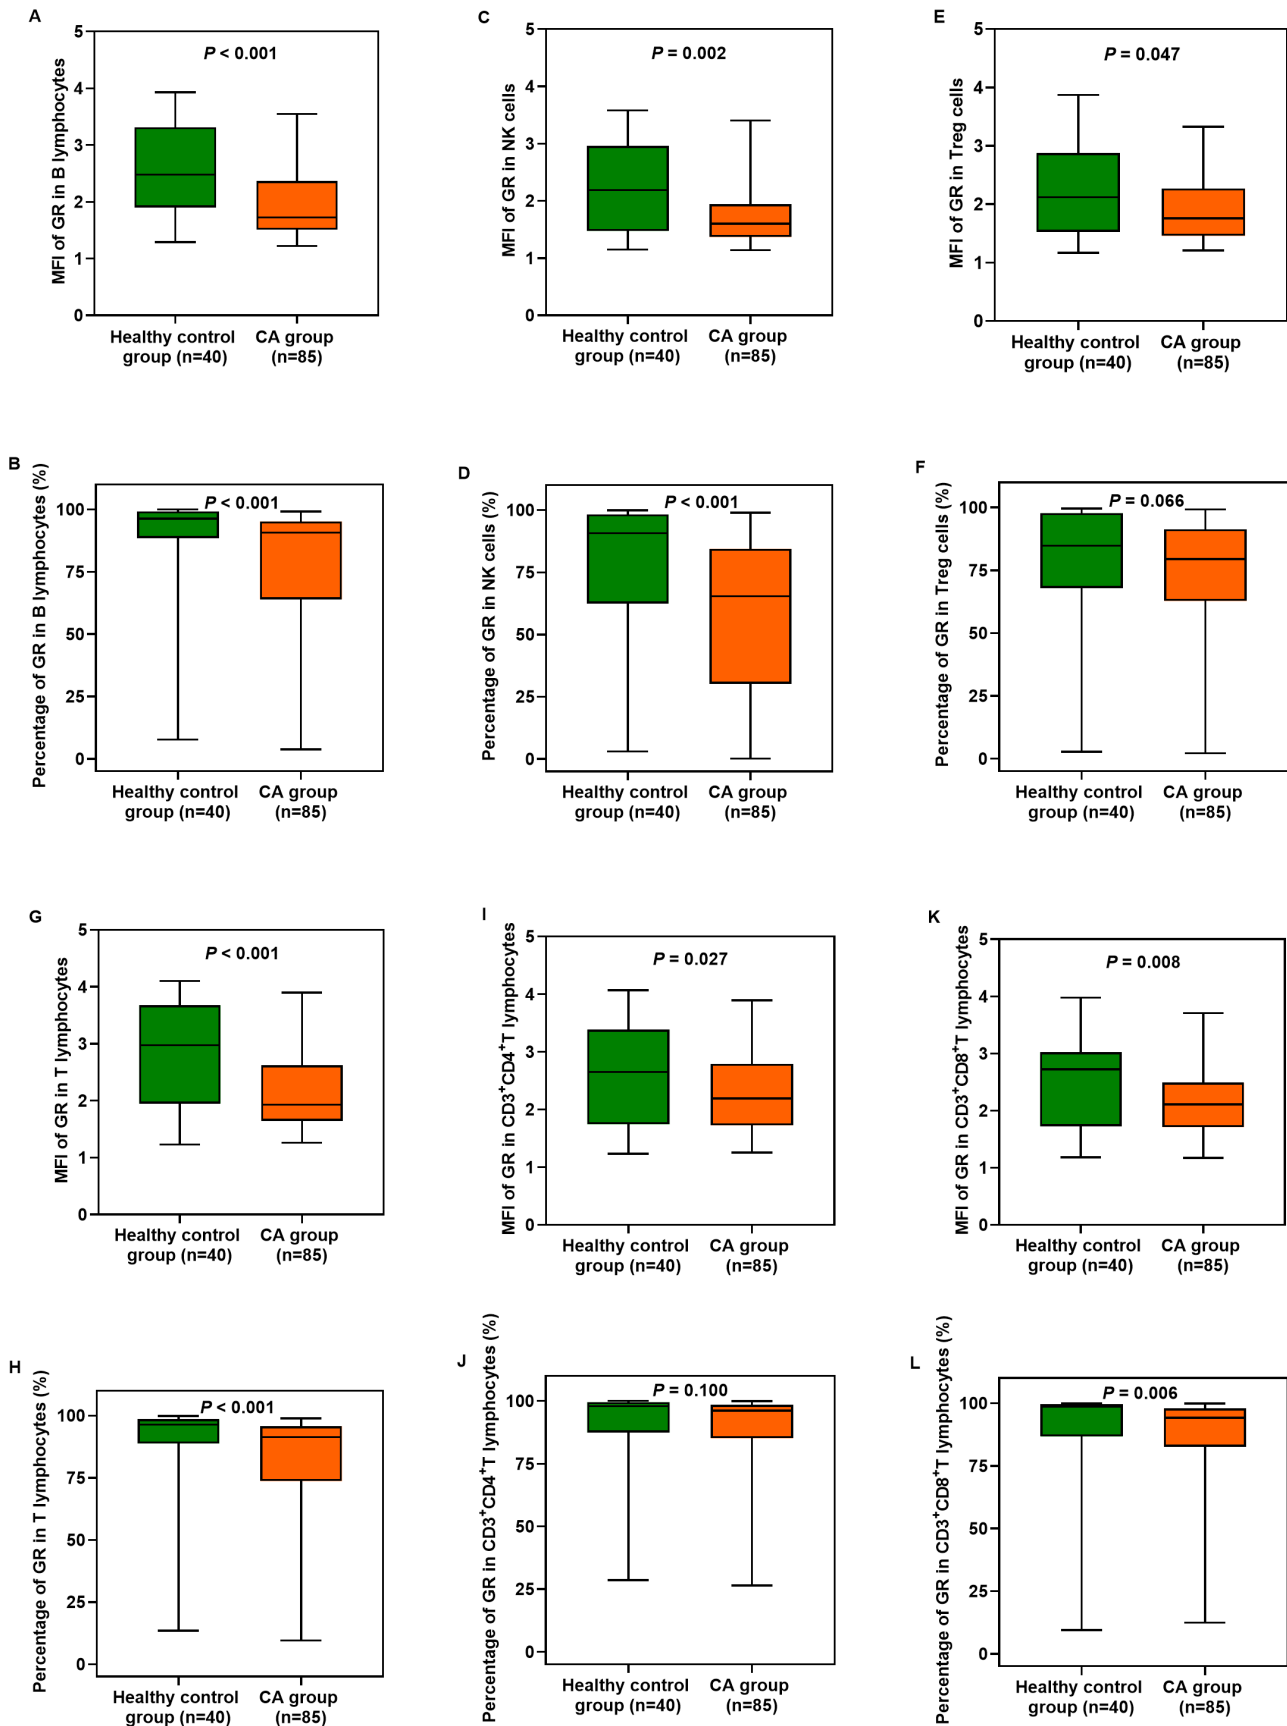 A
MFI of GR in B lymphocytes
5
4
3
2
1
0
P < 0.001
Healthy control
group (n=40)
CA group
(n=85)
C
MFI of GR in NK cells
5
4
3
2
1
0
P = 0.002
Healthy control
group (n=40)
CA group
(n=85)
E
MFI of GR in Treg cells
5
4
3
2
1
0
P = 0.047
Healthy control
group (n=40)
CA group
(n=85)
B
Percentage of GR in B lymphocytes (%)
100
75
50
25
0
P < 0.001
Healthy control
group (n=40)
CA group
(n=85)
D
Percentage of GR in NK cells (%)
100
75
50
25
0
P < 0.001
Healthy control
group (n=40)
CA group
(n=85)
F
Percentage of GR in Treg cells (%)
100
75
50
25
0
P = 0.066
Healthy control
group (n=40)
CA group
(n=85)
G
MFI of GR in T lymphocytes
5
4
3
2
1
0
P < 0.001
Healthy control
group (n=40)
CA group
(n=85)
I
MFI of GR in CD3⁺CD4⁺T lymphocytes
5
4
3
2
1
0
P = 0.027
Healthy control
group (n=40)
CA group
(n=85)
K
MFI of GR in CD3⁺CD8⁺T lymphocytes
5
4
3
2
1
0
P = 0.008
Healthy control
group (n=40)
CA group
(n=85)
H
Percentage of GR in T lymphocytes (%)
100
75
50
25
0
P < 0.001
Healthy control
group (n=40)
CA group
(n=85)
J
Percentage of GR in CD3⁺CD4⁺T lymphocytes (%)
100
75
50
25
0
P = 0.100
Healthy control
group (n=40)
CA group
(n=85)
L
Percentage of GR in CD3⁺CD8⁺T lymphocytes (%)
100
75
50
25
0
P = 0.006
Healthy control
group (n=40)
CA group
(n=85)